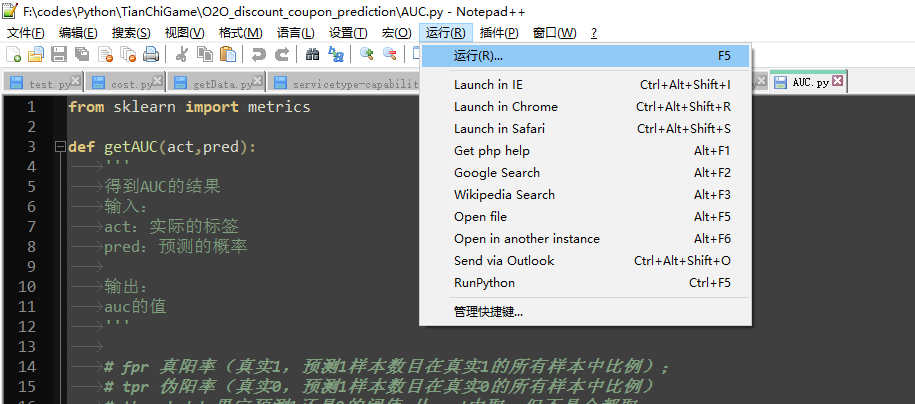 F:\codes\Python\TianChiGame\O2O_discount_coupon_prediction\AUC.py - Notepad++
文件(F) 编辑(E) 搜索(S) 视图(V) 格式(M) 语言(L) 设置(T) 宏(O) 运行(R) 插件(P) 窗口(W) ?
运行(R)... F5
test.py cost.py getData.py servicetype-capabilit AUC.py
Launch in IE Ctrl+Alt+Shift+I
Launch in Chrome Ctrl+Alt+Shift+R
Launch in Safari Ctrl+Alt+Shift+S
Get php help Alt+F1
Google Search Alt+F2
Wikipedia Search Alt+F3
Open file Alt+F5
Open in another instance Alt+F6
Send via Outlook Ctrl+Alt+Shift+O
RunPython Ctrl+F5
管理快捷键...
1 from sklearn import metrics
2
3 def getAUC(act,pred):
4 '''
5 得到AUC的结果
6 输入:
7 act: 实际的标签
8 pred: 预测的概率
9
10 输出:
11 auc的值
12 '''
13
14 # fpr 真阳率（真实1，预测1样本数目在真实1的所有样本中比例）;
15 # tpr 伪阳率（真实0，预测1样本数目在真实0的所有样本中比例）
16